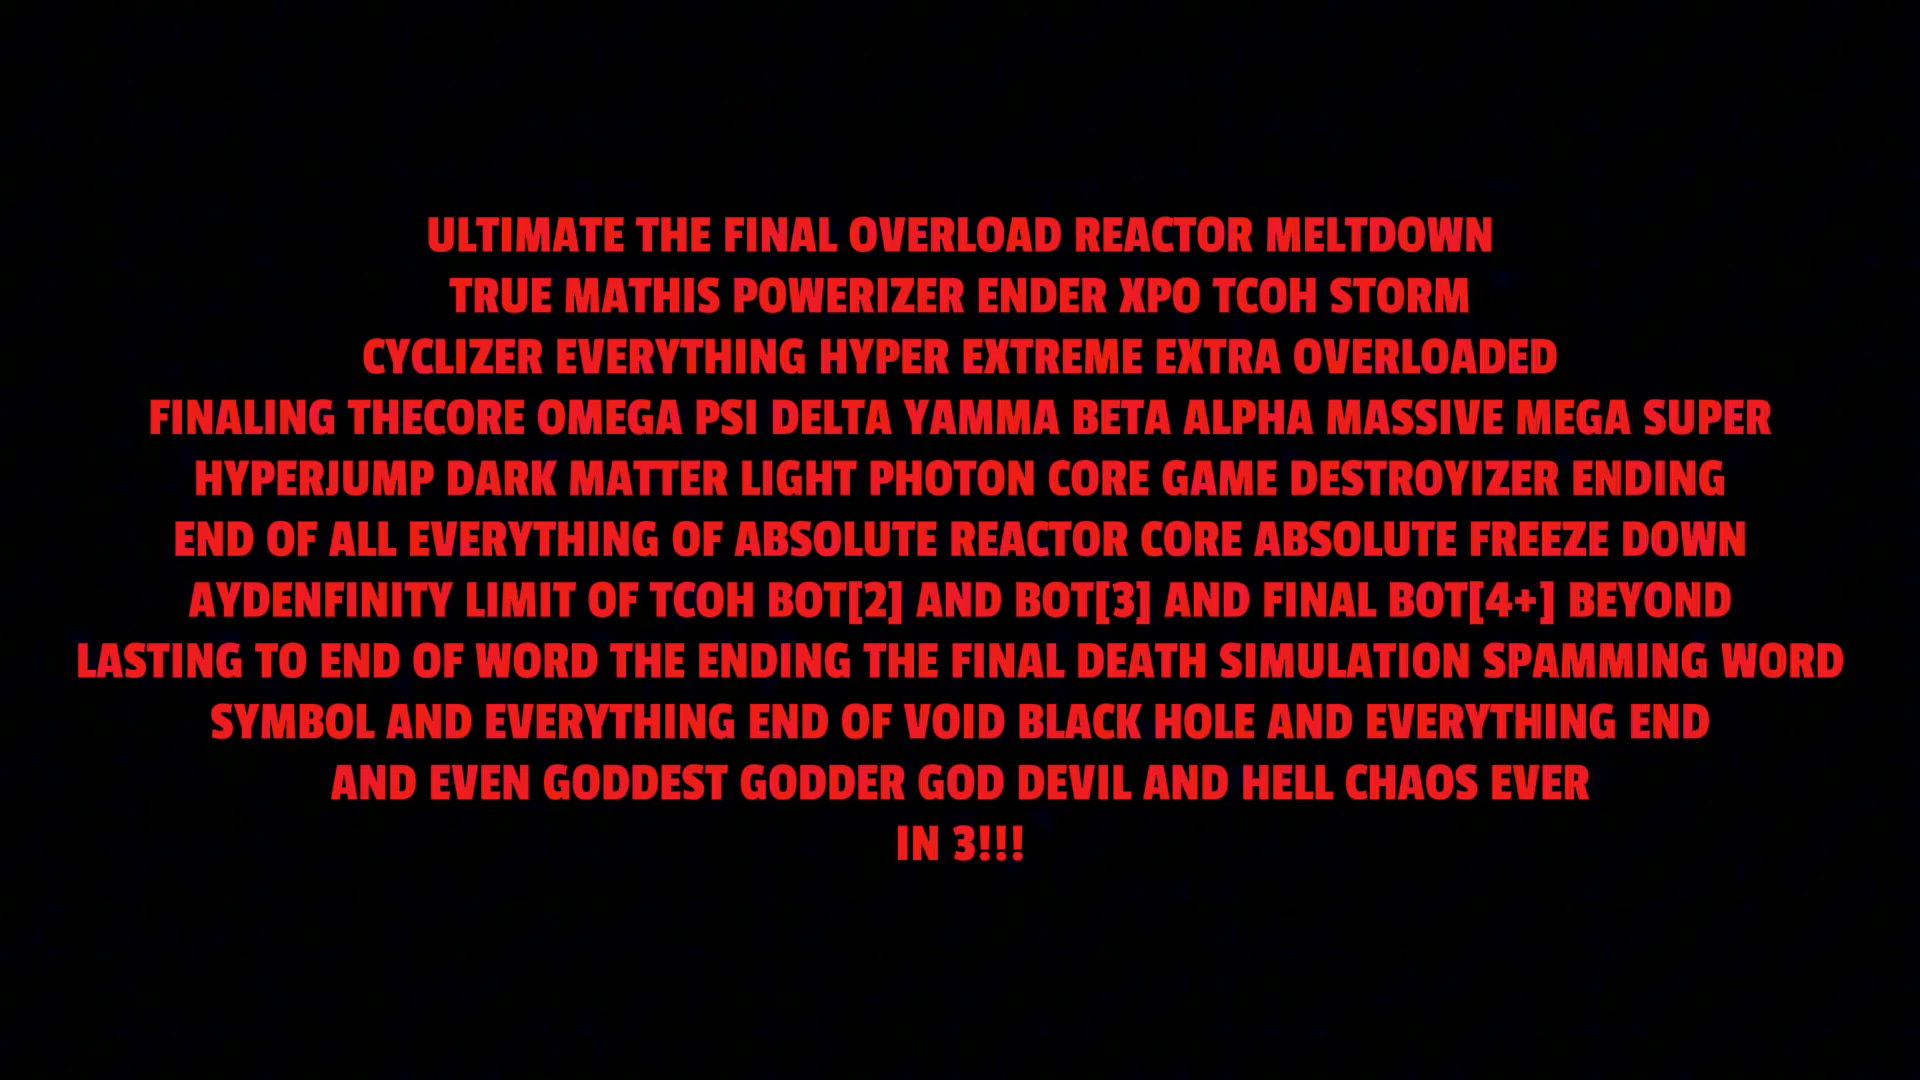 ULTIMATE THE FINAL OVERLOAD REACTOR MELTDOWN
TRUE MATHIS POWERIZER ENDER XPO TCOH STORM
CYCLIZER EVERYTHING HYPER EXTREME EXTRA OVERLOADED
FINALING THECORE OMEGA PSI DELTA YAMMA BETA ALPHA MASSIVE MEGA SUPER
HYPERJUMP DARK MATTER LIGHT PHOTON CORE GAME DESTROYIZER ENDING
END OF ALL EVERYTHING OF ABSOLUTE REACTOR CORE ABSOLUTE FREEZE DOWN
AYDENFINITY LIMIT OF TCOH BOT[2] AND BOT[3] AND FINAL BOT[4+] BEYOND
LASTING TO END OF WORD THE ENDING THE FINAL DEATH SIMULATION SPAMMING WORD
SYMBOL AND EVERYTHING END OF VOID BLACK HOLE AND EVERYTHING END
AND EVEN GODDEST GODDER GOD DEVIL AND HELL CHAOS EVER
IN 3!!!